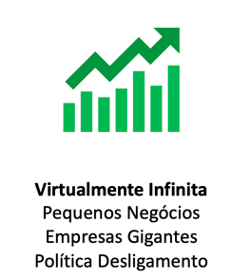 Virtualmente Infinita
Pequenos Negócios
Empresas Gigantes
Política Desligamento